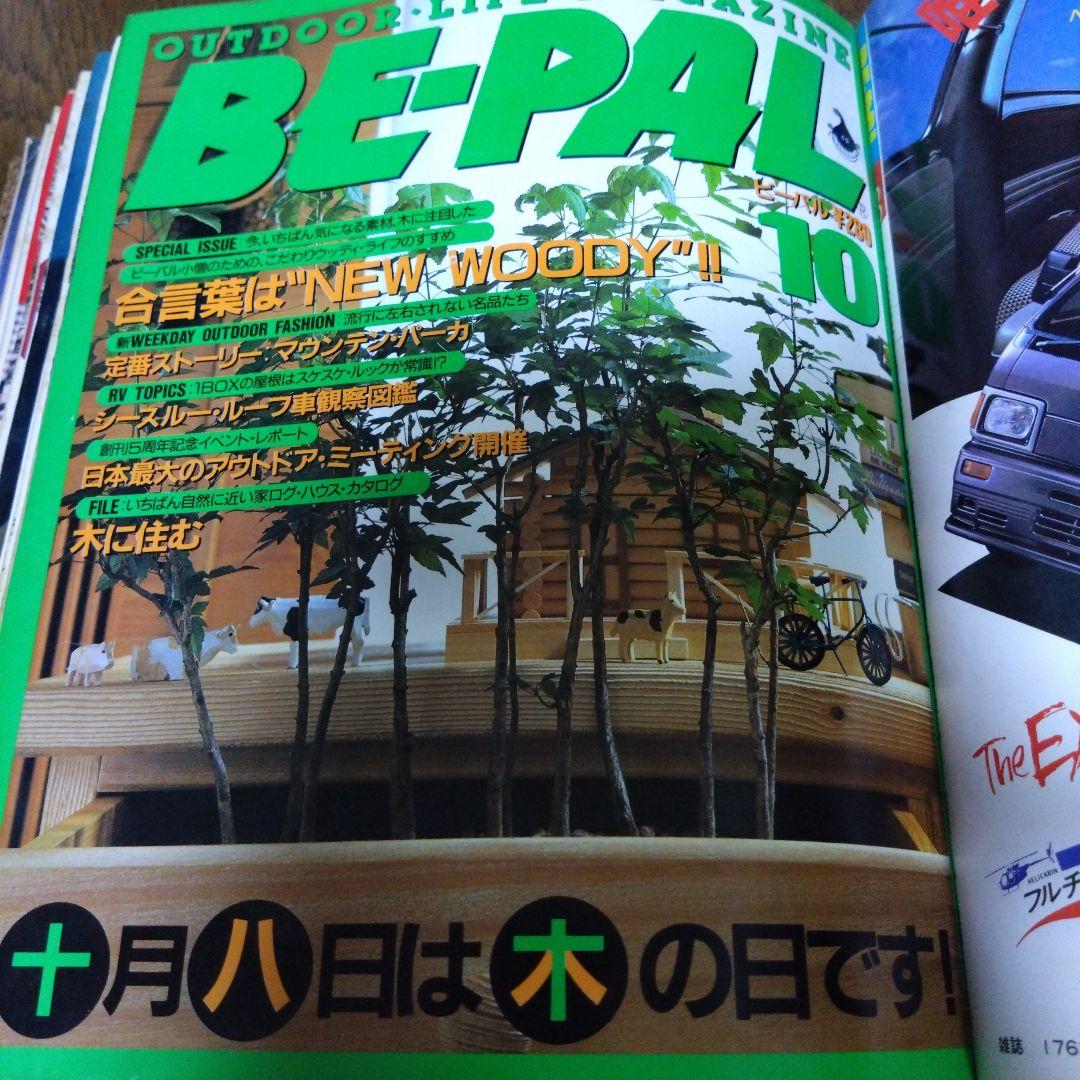 OUTDOOR・LIFE MAGAZINE
BE-PAL
ビーパル ¥280
10
SPECIAL ISSUE:今、いちばん気になる素材、木に注目した
ビーパル小僧のための、こだわりウッディ・ライフのすすめ
合言葉は"NEW WOODY"!!
新WEEKDAY OUTDOOR FASHION:流行に左右されない名品たち
定番ストーリー・マウンテン・パーカ
RV TOPICS:1BOXの屋根はスケスケ・ルックが常識!?
シースルー・ルーフ車観察図鑑
創刊5周年記念イベント・レポート
日本最大のアウトドア・ミーティング開催
FILE:いちばん自然に近い家ログ・ハウス・カタログ
木に住む
十月八日は木の日です!
The EX
HELICABIN
フルチ
雑誌 176